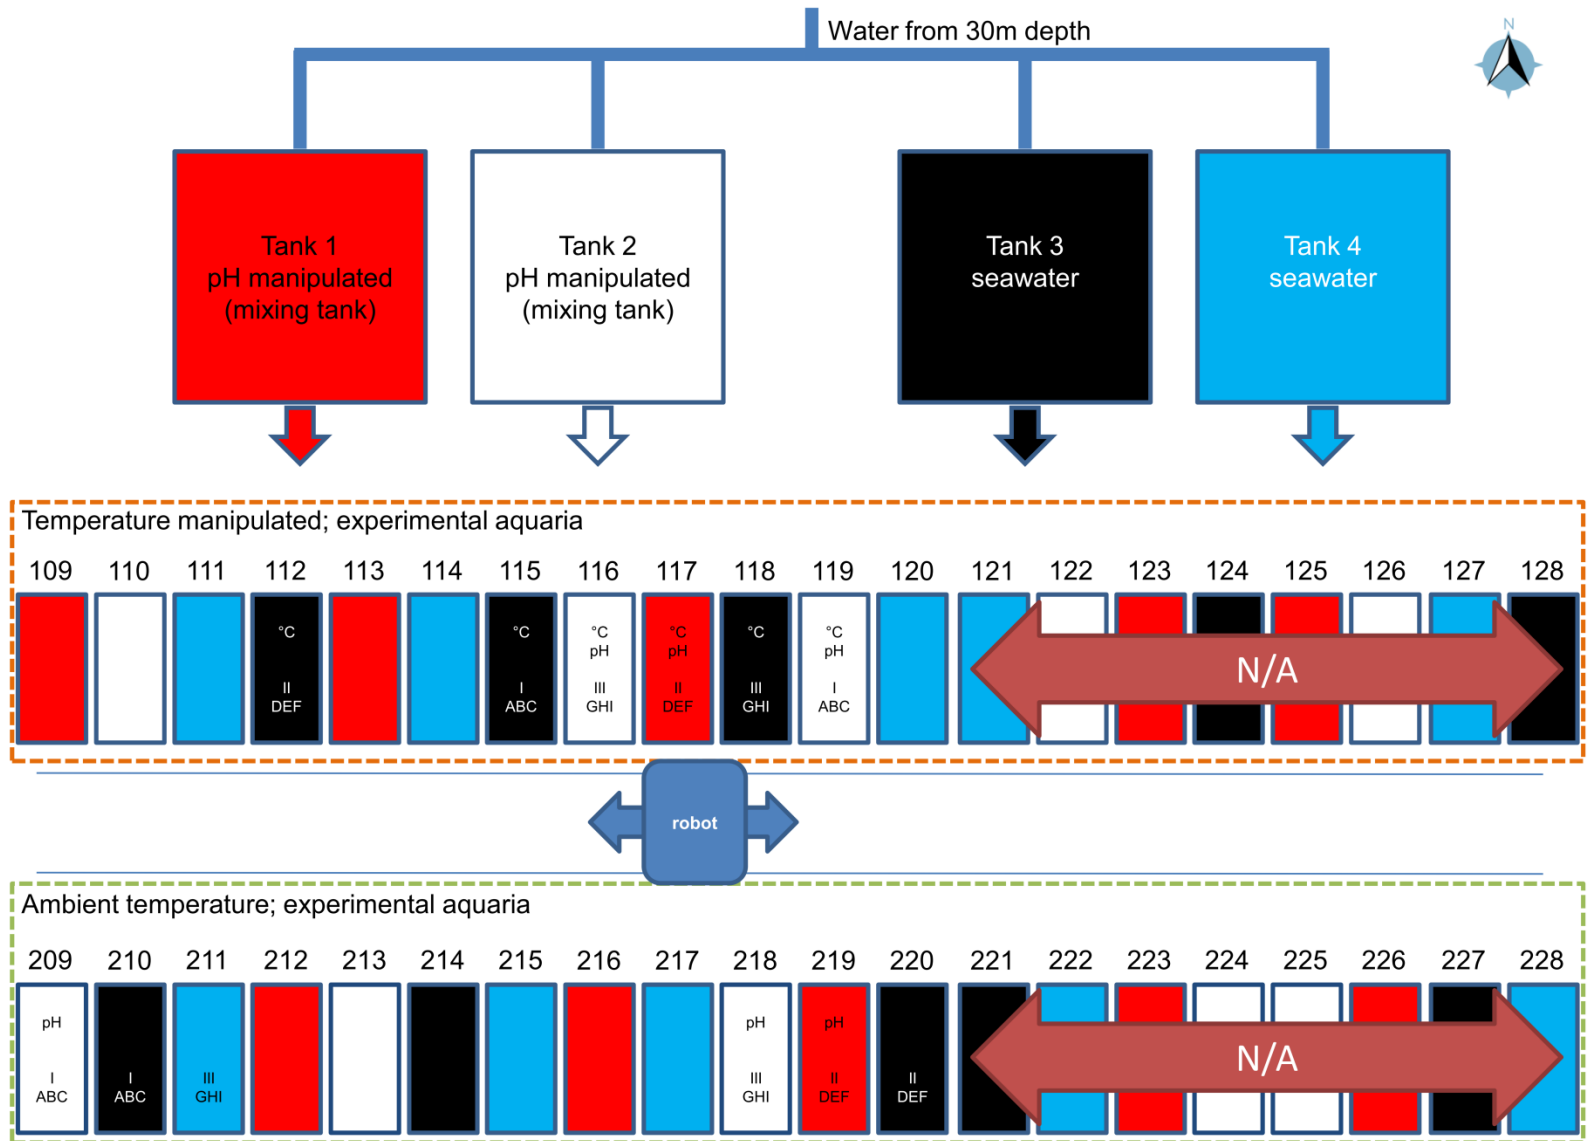 Water from 30m depth
N
Tank 1
pH manipulated
(mixing tank)
Tank 2
pH manipulated
(mixing tank)
Tank 3
seawater
Tank 4
seawater
Temperature manipulated; experimental aquaria
109 110 111 112 113 114 115 116 117 118 119 120 121 122 123 124 125 126 127 128
°C
II
DEF
°C
I
ABC
°C
pH
III
GHI
°C
pH
II
DEF
°C
III
GHI
°C
pH
I
ABC
N/A
robot
Ambient temperature; experimental aquaria
209 210 211 212 213 214 215 216 217 218 219 220 221 222 223 224 225 226 227 228
pH
I
ABC
I
ABC
III
GHI
pH
III
GHI
pH
II
DEF
II
DEF
N/A